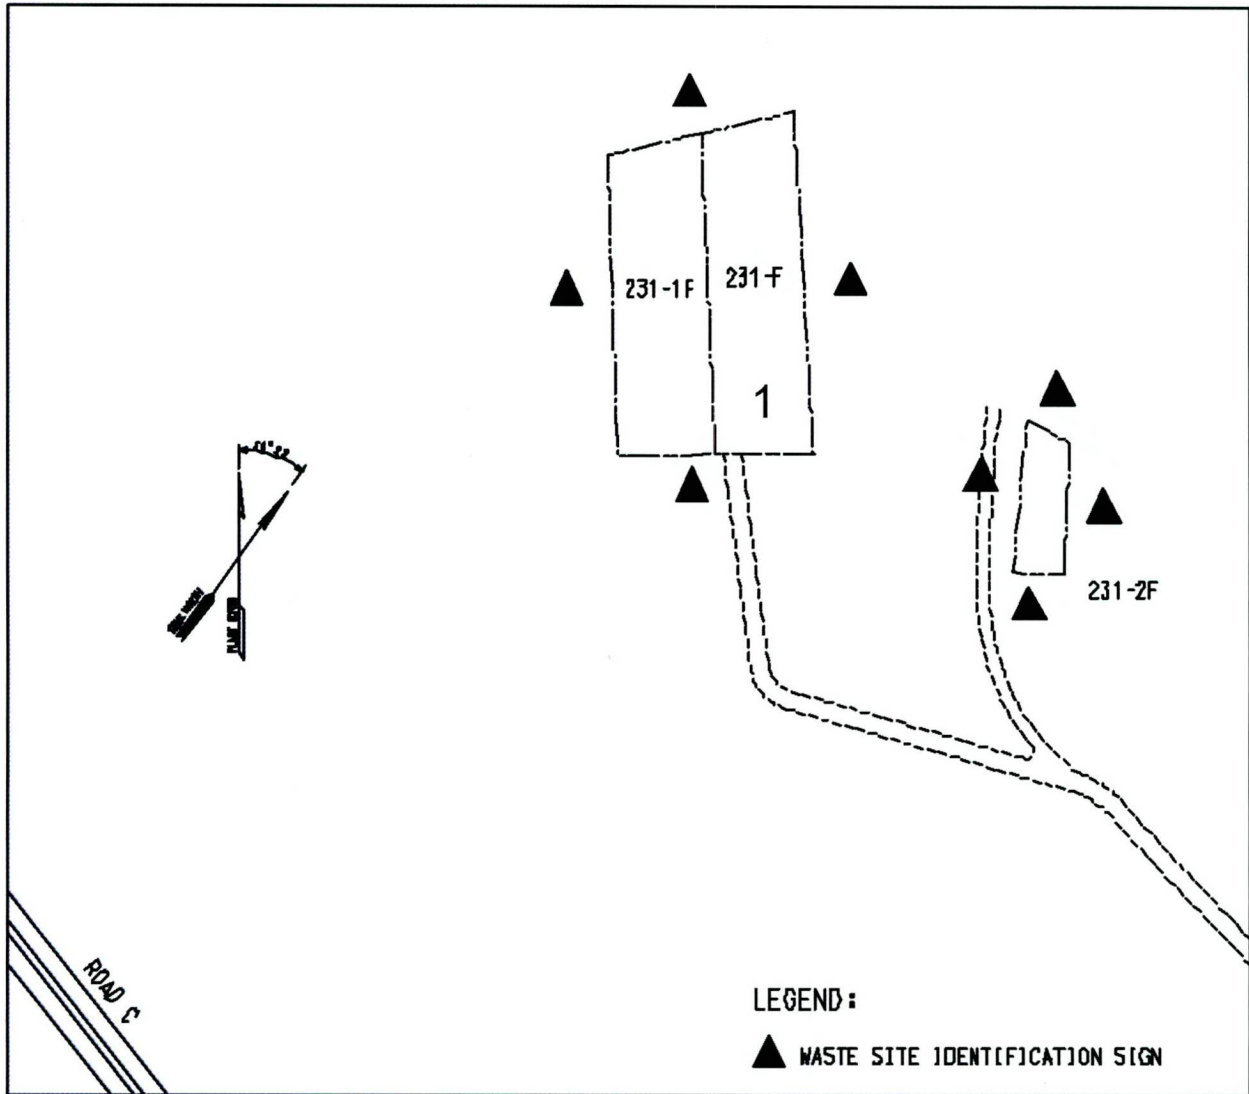 231-1F
231-F
1
231-2F
ROAD C
LEGEND:
WASTE SITE IDENTIFICATION SIGN